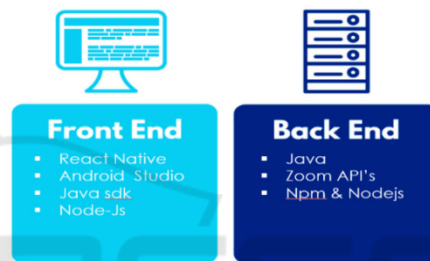 Front End
▪ React Native
▪ Android Studio
▪ Java sdk
▪ Node-Js
Back End
▪ Java
▪ Zoom API's
▪ Npm & Nodejs